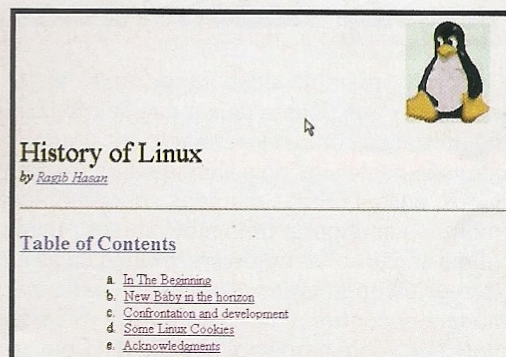 History of Linux
by Ragib Hasan
Table of Contents
a. In The Beginning
b. New Baby in the horizon
c. Confrontation and development
d. Some Linux Cookies
e. Acknowledgments